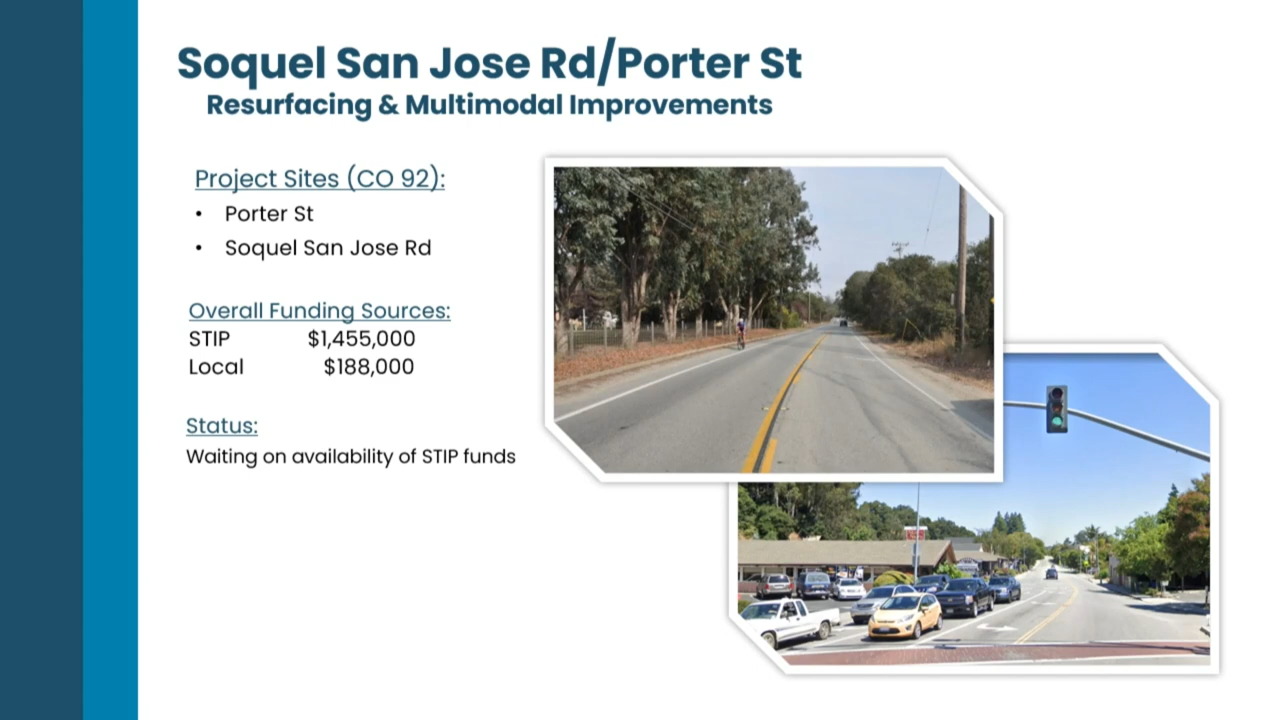 Soquel San Jose Rd/Porter St
Resurfacing & Multimodal Improvements
Project Sites (CO 92):
• Porter St
• Soquel San Jose Rd
Overall Funding Sources:
STIP $1,455,000
Local $188,000
Status:
Waiting on availability of STIP funds